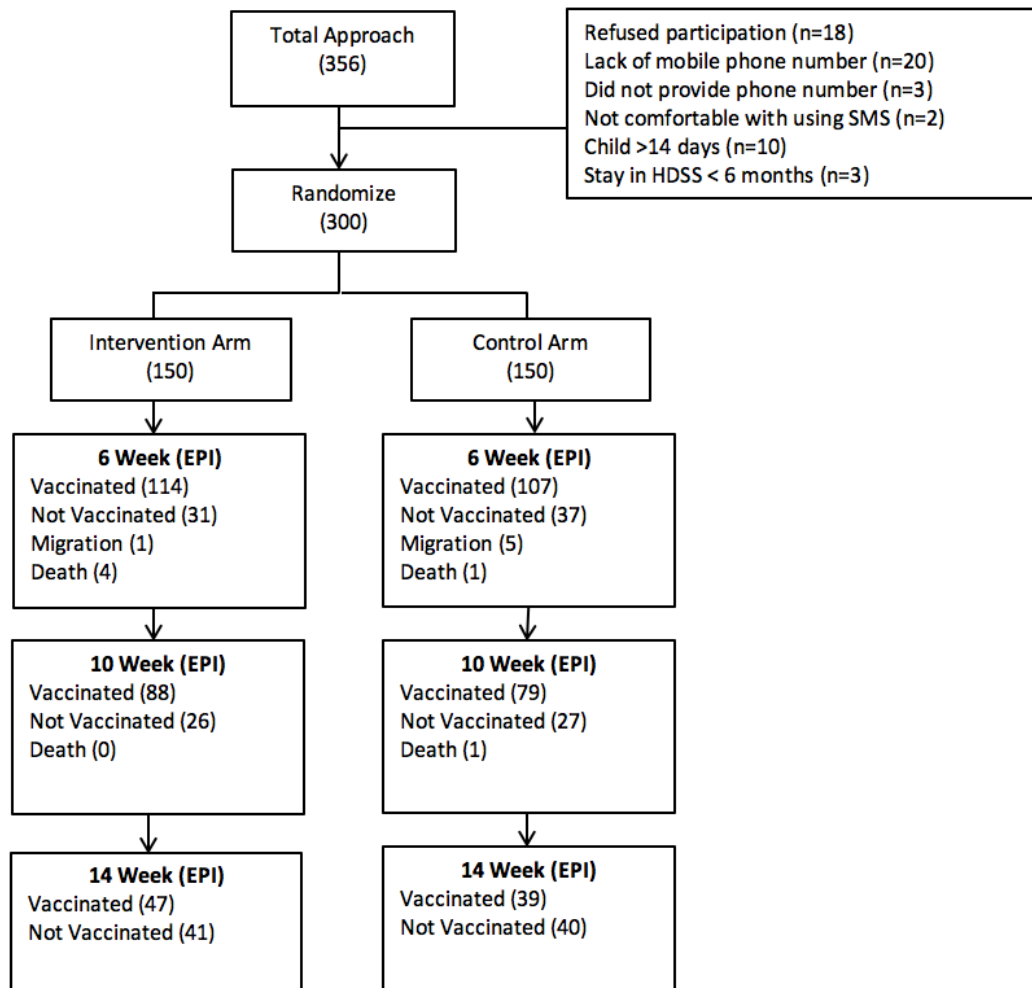 Total Approach
(356)
Refused participation (n=18)
Lack of mobile phone number (n=20)
Did not provide phone number (n=3)
Not comfortable with using SMS (n=2)
Child >14 days (n=10)
Stay in HDSS < 6 months (n=3)
Randomize
(300)
Intervention Arm
(150)
Control Arm
(150)
6 Week (EPI)
Vaccinated (114)
Not Vaccinated (31)
Migration (1)
Death (4)
6 Week (EPI)
Vaccinated (107)
Not Vaccinated (37)
Migration (5)
Death (1)
10 Week (EPI)
Vaccinated (88)
Not Vaccinated (26)
Death (0)
10 Week (EPI)
Vaccinated (79)
Not Vaccinated (27)
Death (1)
14 Week (EPI)
Vaccinated (47)
Not Vaccinated (41)
14 Week (EPI)
Vaccinated (39)
Not Vaccinated (40)